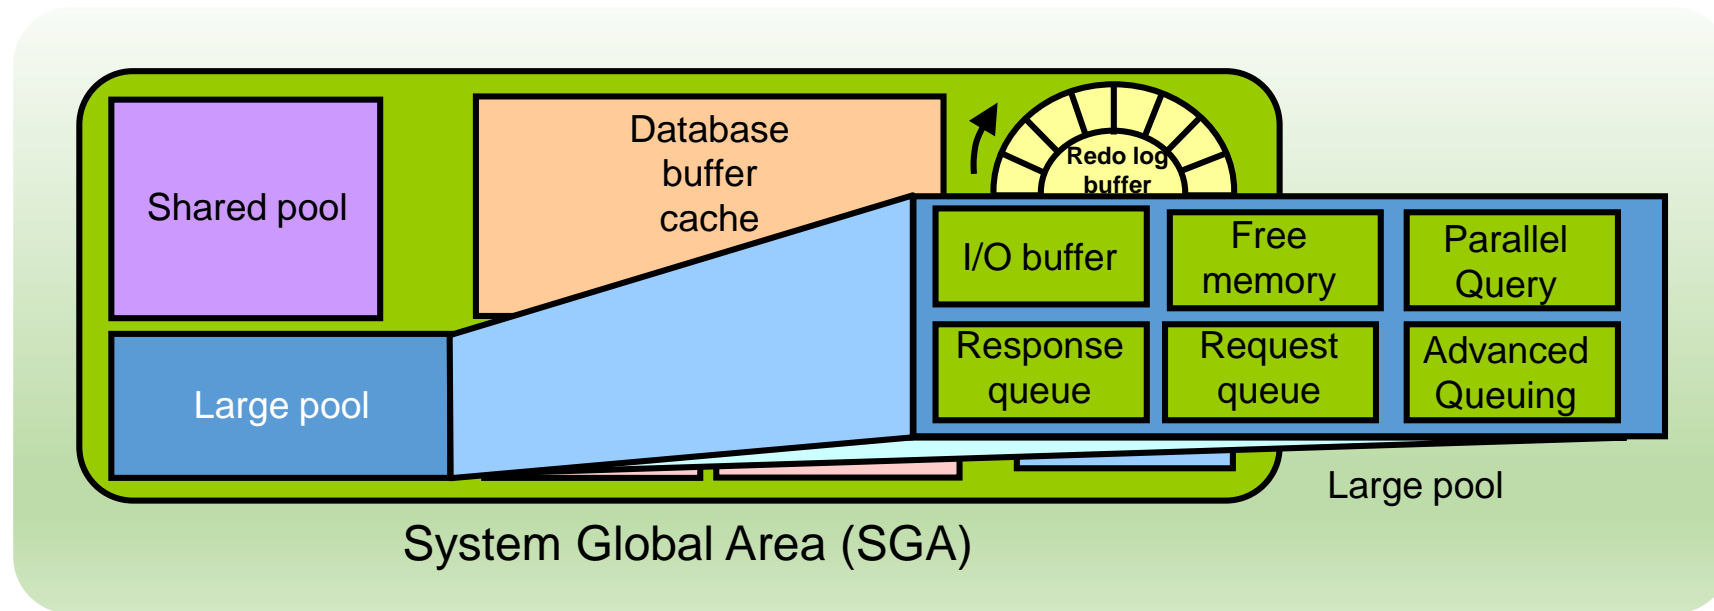 Shared pool
Database
buffer
cache
Redo log
buffer
Large pool
I/O buffer
Free
memory
Parallel
Query
Response
queue
Request
queue
Advanced
Queuing
Large pool
System Global Area (SGA)